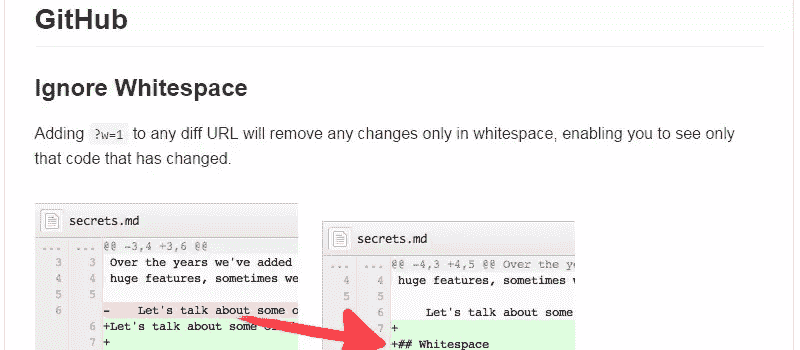 GitHub
Ignore Whitespace
Adding ?w=1 to any diff URL will remove any changes only in whitespace, enabling you to see only
that code that has changed.
secrets.md
... ... @@ -3,4 +3,6 @@
3 3 Over the years we've added
4 4 huge features, sometimes we
5 5
6 - Let's talk about some o
6 +Let's talk about some
7 +
secrets.md
... ... @@ -4,3 +4,5 @@ Over the ye
4 4 huge features, sometimes w
5 5
6 6 Let's talk about some
7 +
+## Whitespace